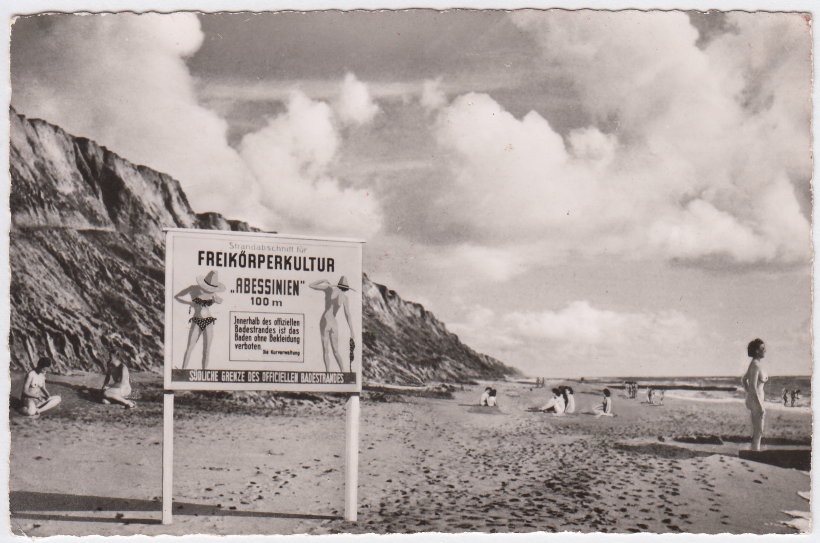 Strandabschnitt für
FREIKÖRPERKULTUR
„ABESSINIEN"
100 m
Jnnerhalb des offiziellen
Badestrandes ist das
Baden ohne Bekleidung
verboten
Die Kurverwaltung
SÜDLICHE GRENZE DES OFFIZIELLEN BADESTRANDES